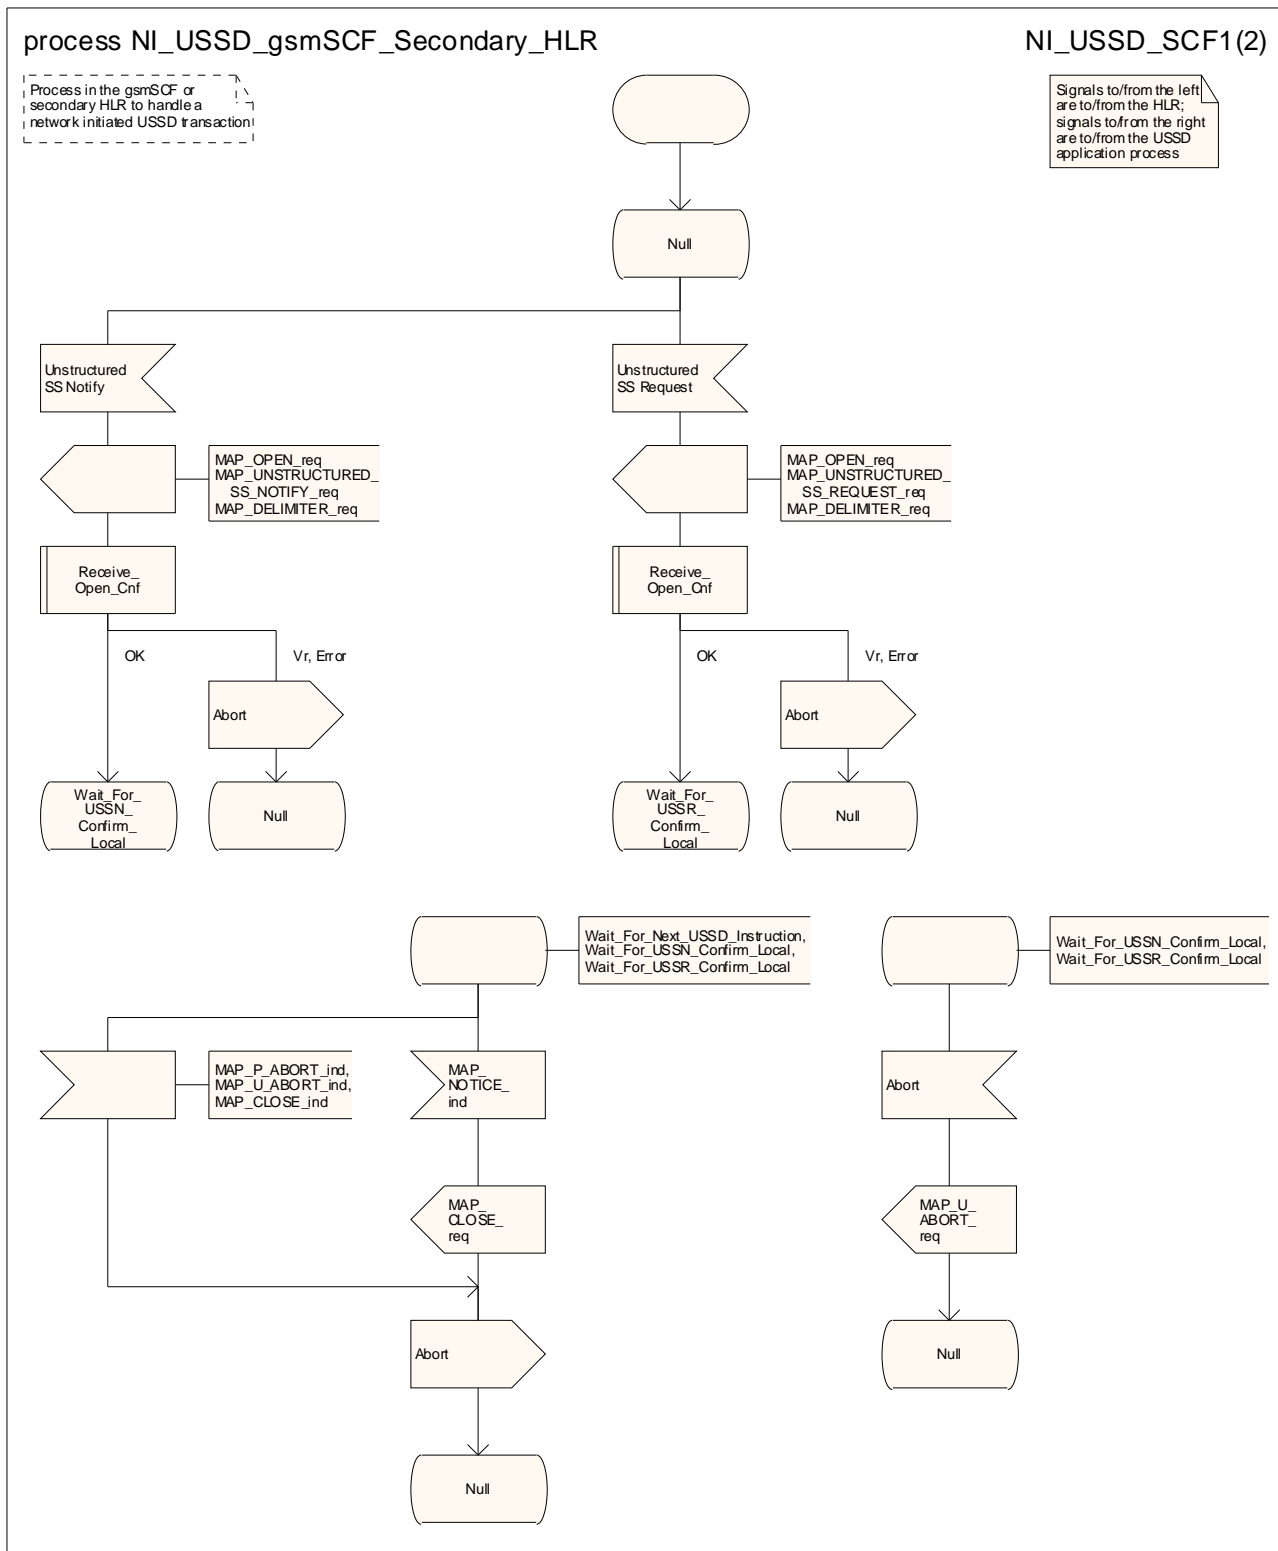 process NI_USSD_gsmSCF_Secondary_HLR
NI_USSD_SCF1(2)
Process in the gsmSCF or
secondary HLR to handle a
network initiated USSD transaction
Signals to/from the left
are to/from the HLR;
signals to/from the right
are to/from the USSD
application process
Null
Unstructured
SS Notify
Unstructured
SS Request
MAP_OPEN_req
MAP_UNSTRUCTURED_
SS_NOTIFY_req
MAP_DELIMITER_req
MAP_OPEN_req
MAP_UNSTRUCTURED_
SS_REQUEST_req
MAP_DELIMITER_req
Receive_
Open_Cnf
Receive_
Open_Cnf
OK
Vr, Error
OK
Vr, Error
Abort
Abort
Wait_For_
USSN_
Confirm_
Local
Null
Wait_For_
USSR_
Confirm_
Local
Null
Wait_For_Next_USSD_Instruction,
Wait_For_USSN_Confirm_Local,
Wait_For_USSR_Confirm_Local
Wait_For_USSN_Confirm_Local,
Wait_For_USSR_Confirm_Local
MAP_P_ABORT_ind,
MAP_U_ABORT_ind,
MAP_CLOSE_ind
MAP_
NOTICE_
ind
Abort
MAP_
CLOSE_
req
MAP_U_
ABORT_
req
Abort
Null
Null